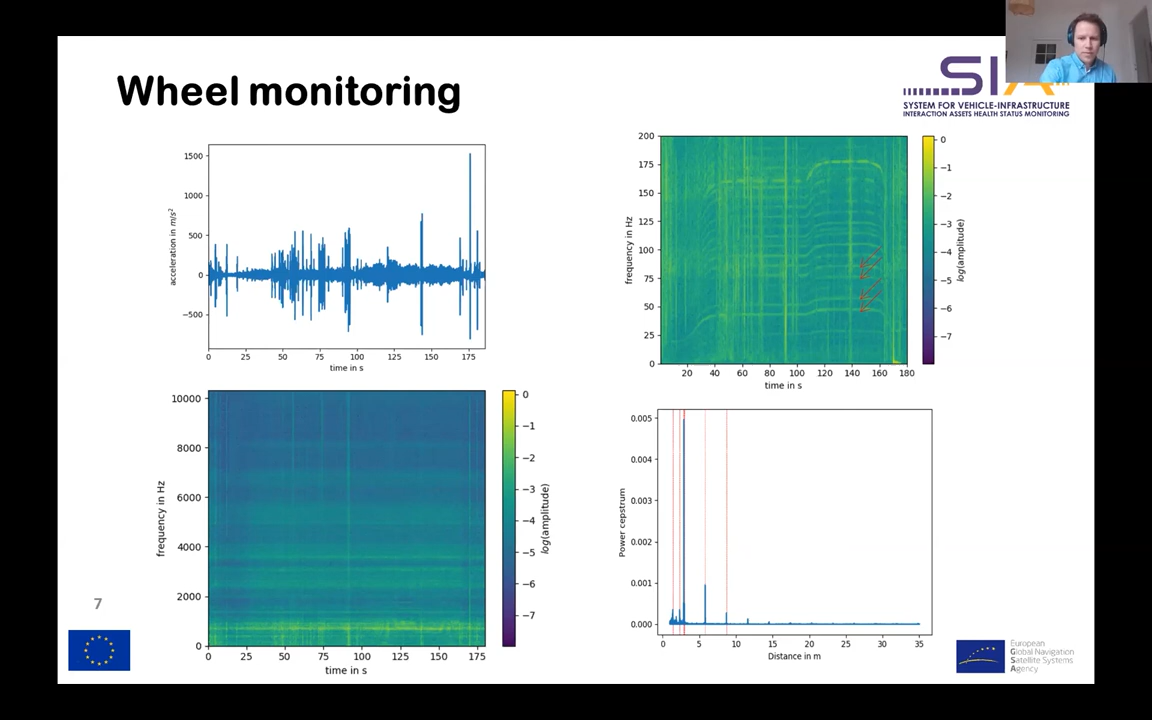 Wheel monitoring
SI
SYSTEM FOR VEHICLE-INFRASTRUCTURE
INTERACTION ASSETS HEALTH STATUS MONITORING
1500
1000
500
0
−500
acceleration in m/s²
0 25 50 75 100 125 150 175
time in s
200
175
150
125
100
75
50
25
0
frequency in Hz
20 40 60 80 100 120 140 160 180
time in s
0
−1
−2
−3
−4
−5
−6
−7
log(amplitude)
10000
8000
6000
4000
2000
0
frequency in Hz
0 25 50 75 100 125 150 175
time in s
0
−1
−2
−3
−4
−5
−6
−7
log(amplitude)
0.005
0.004
0.003
0.002
0.001
0.000
Power cepstrum
0 5 10 15 20 25 30 35
Distance in m
7
European
Global Navigation
Satellite Systems
Agency